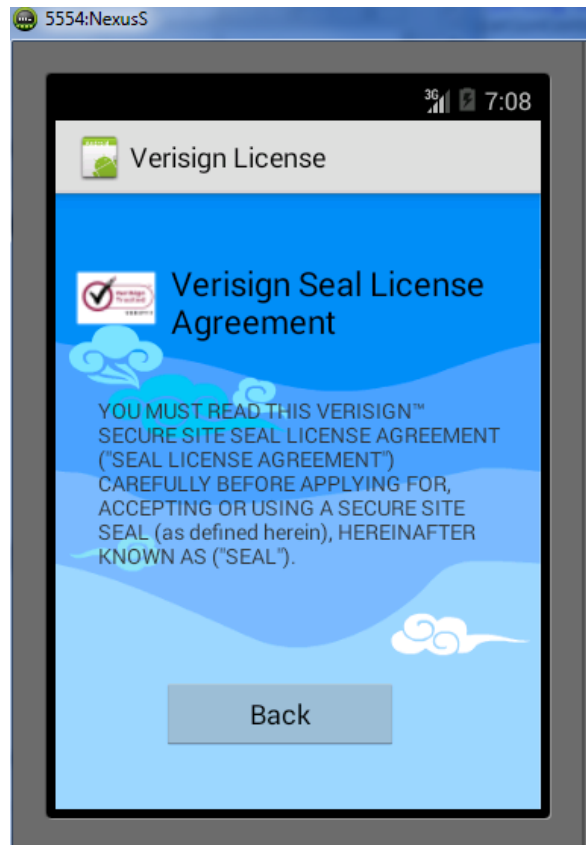 5554:NexusS
3G 7:08
Verisign License
Verisign Seal License
Agreement
YOU MUST READ THIS VERISIGN™
SECURE SITE SEAL LICENSE AGREEMENT
("SEAL LICENSE AGREEMENT")
CAREFULLY BEFORE APPLYING FOR,
ACCEPTING OR USING A SECURE SITE
SEAL (as defined herein), HEREINAFTER
KNOWN AS ("SEAL").
Back